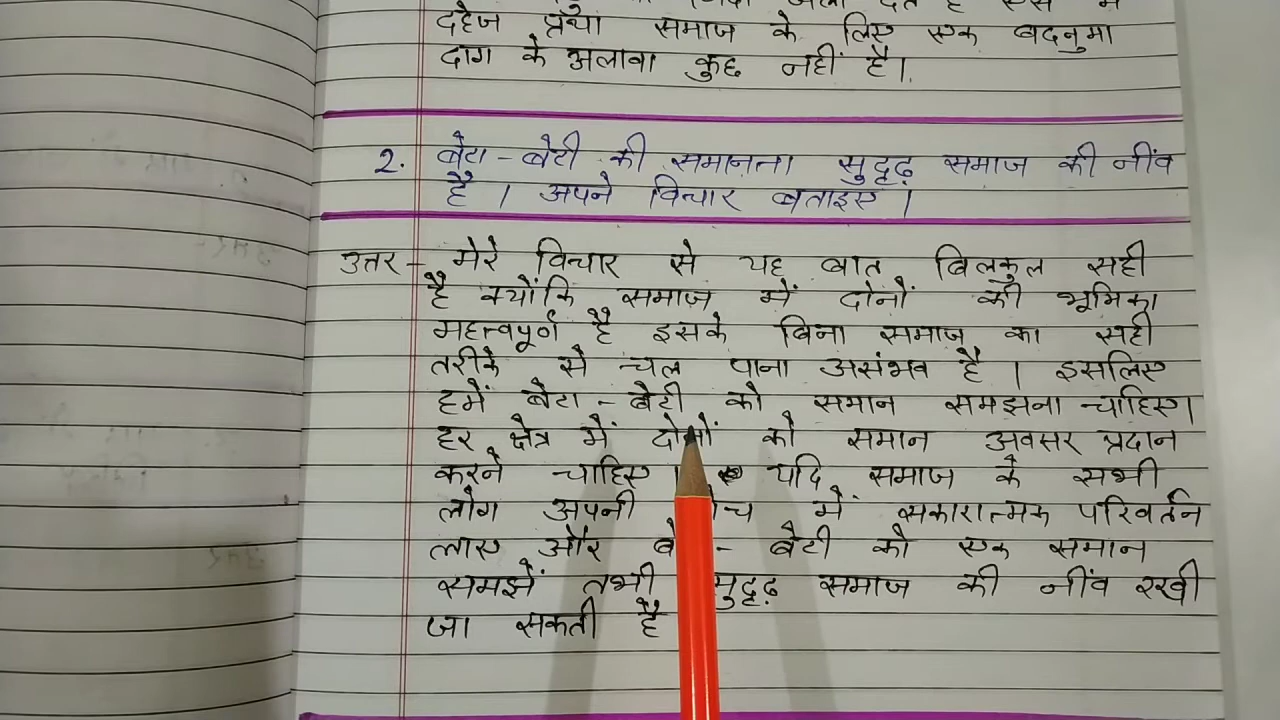 दहेज प्रथा समाज के लिए एक बदनुमा
दाग के अलावा कुछ नहीं है।
2. बेटा - बेटी की समानता सुदृढ़ समाज की नींव
है । अपने विचार बताइए ।
उत्तर - मेरे विचार से यह बात बिलकुल सही
है क्योंकि समाज में दोनों की भूमिका
महत्त्वपूर्ण है इसके बिना समाज का सही
तरीके से चल पाना असंभव है । इसलिए
हमें बेटा - बेटी को समान समझना चाहिए।
हर क्षेत्र में दोनों को समान अवसर प्रदान
करने चाहिए । यदि समाज के सभी
लोग अपनी में सकारात्मक परिवर्तन
लाए और - बेटी को एक समान
समझें तभी सुदृढ़ समाज की नींव रखी
जा सकती है